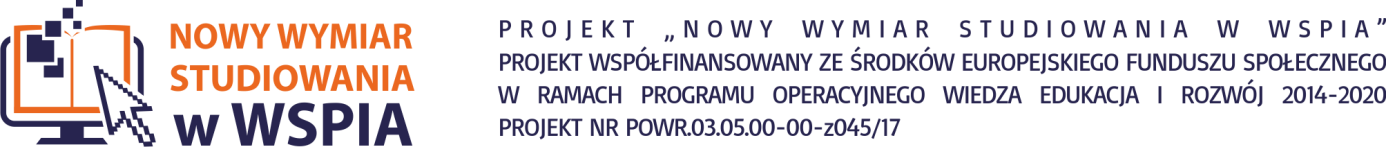 NOWY WYMIAR
STUDIOWANIA
w WSPIA
PROJEKT „NOWY WYMIAR STUDIOWANIA W WSPIA”
PROJEKT WSPÓŁFINANSOWANY ZE ŚRODKÓW EUROPEJSKIEGO FUNDUSZU SPOŁECZNEGO
W RAMACH PROGRAMU OPERACYJNEGO WIEDZA EDUKACJA I ROZWÓJ 2014-2020
PROJEKT NR POWR.03.05.00-00-z045/17